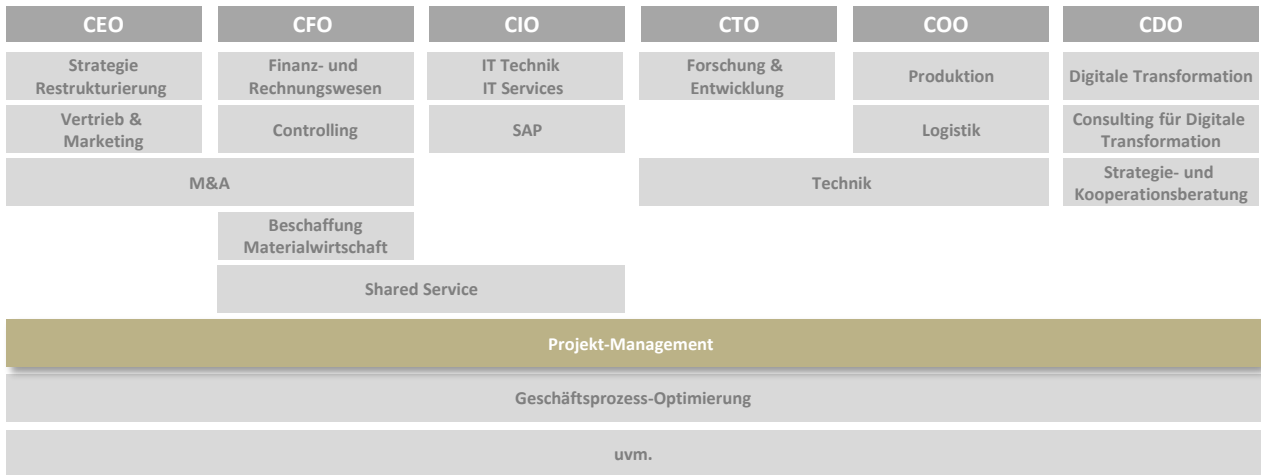 CEO
CFO
CIO
CTO
COO
CDO
Strategie
Restrukturierung
Finanz- und
Rechnungswesen
IT Technik
IT Services
Forschung &
Entwicklung
Produktion
Digitale Transformation
Vertrieb &
Marketing
Controlling
SAP
Logistik
Consulting für Digitale
Transformation
M&A
Technik
Strategie- und
Kooperationsberatung
Beschaffung
Materialwirtschaft
Shared Service
Projekt-Management
Geschäftsprozess-Optimierung
uvm.